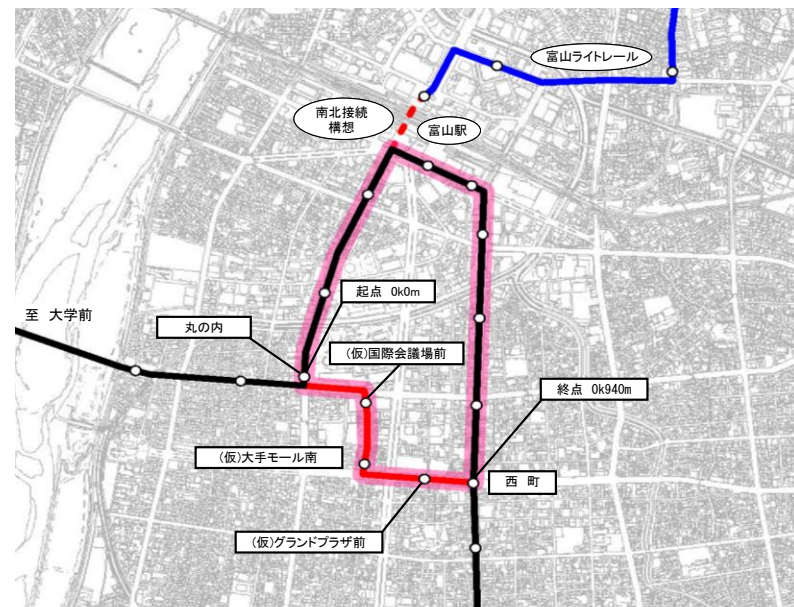 富山ライトレール
南北接続
構想
富山駅
起点 0k0m
至 大学前
丸の内
(仮)国際会議場前
終点 0k940m
(仮)大手モール南
西 町
(仮)グランドプラザ前